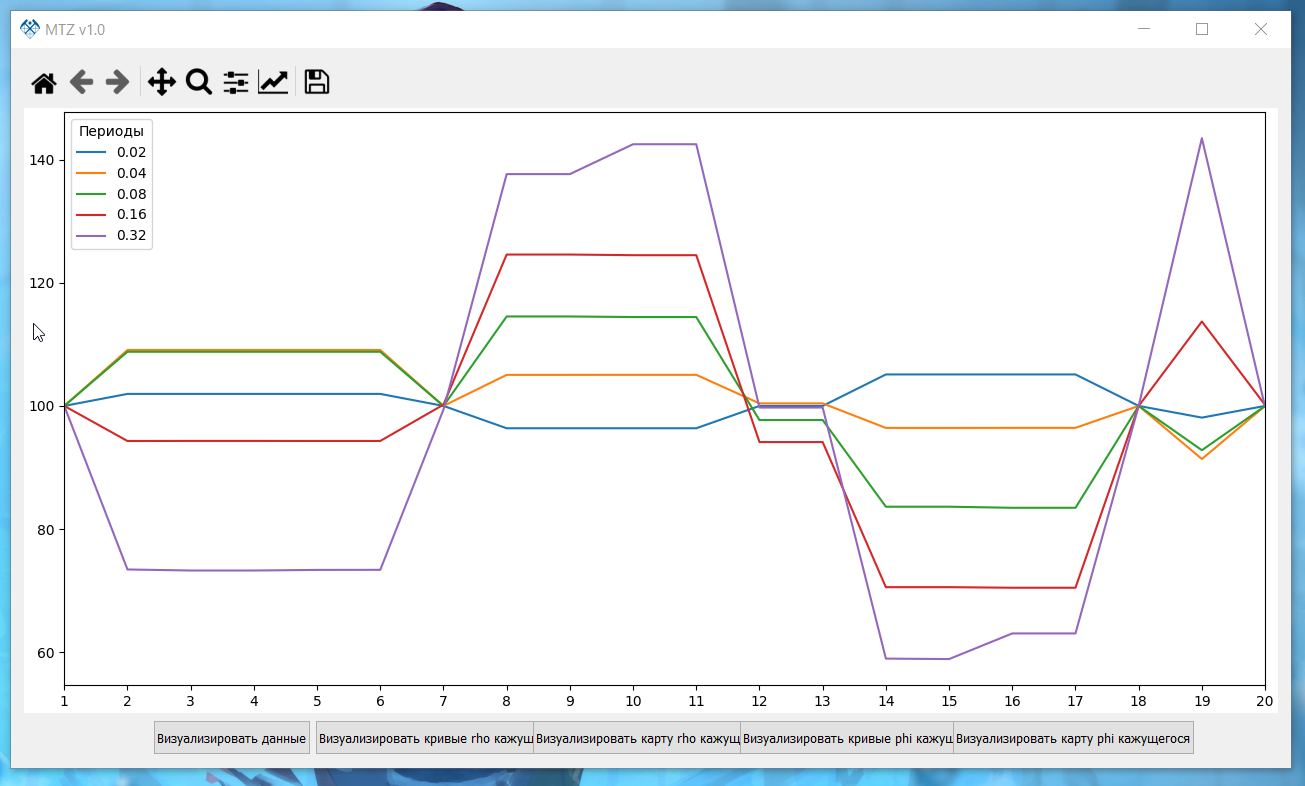 MTZ v1.0
Периоды
0.02
0.04
0.08
0.16
0.32
140
120
100
80
60
1 2 3 4 5 6 7 8 9 10 11 12 13 14 15 16 17 18 19 20
Визуализировать данные Визуализировать кривые rho кажущ Визуализировать карту rho кажущ Визуализировать кривые phi кажущ Визуализировать карту phi кажущегося